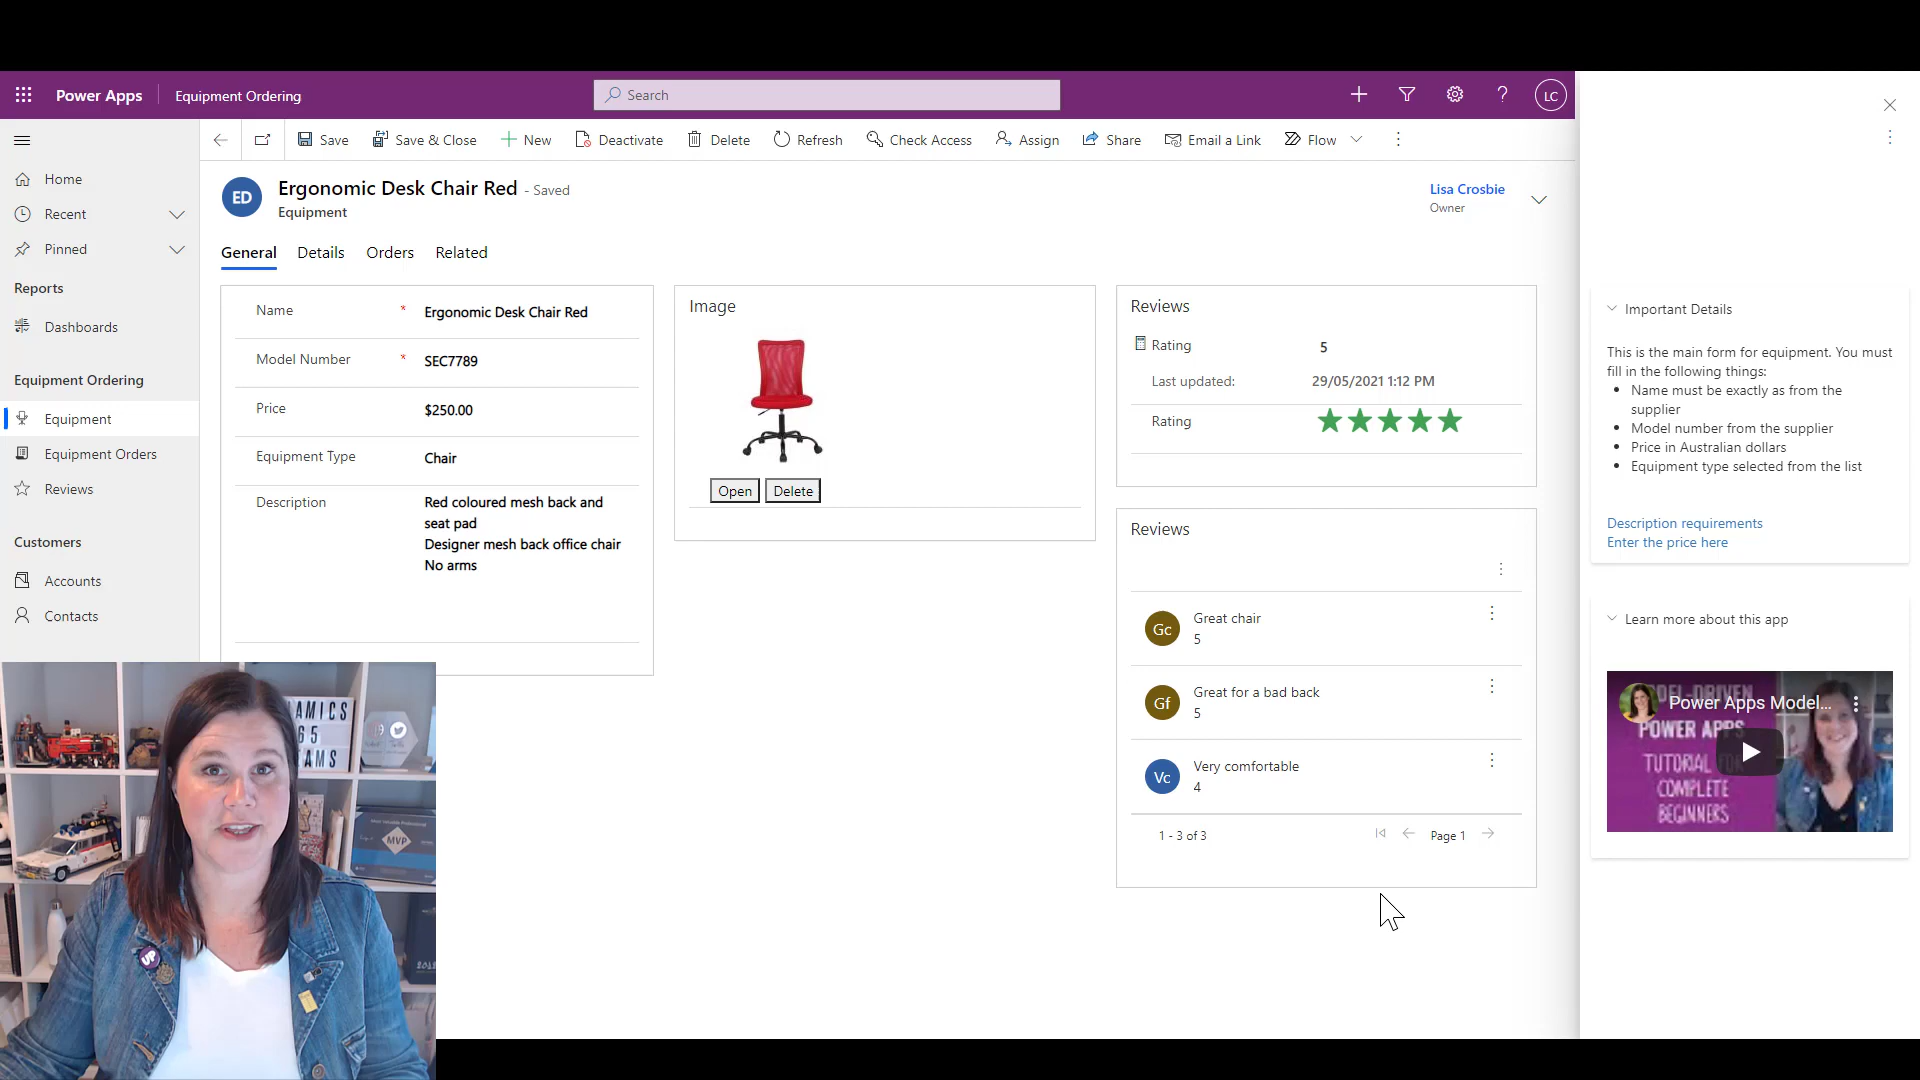 Power Apps
Equipment Ordering
Search
LC
Save
Save & Close
New
Deactivate
Delete
Refresh
Check Access
Assign
Share
Email a Link
Flow
Home
Recent
Pinned
Reports
Dashboards
Equipment Ordering
Equipment
Equipment Orders
Reviews
Customers
Accounts
Contacts
ED
Ergonomic Desk Chair Red - Saved
Equipment
Lisa Crosbie
Owner
General
Details
Orders
Related
Name * Ergonomic Desk Chair Red
Model Number * SEC7789
Price $250.00
Equipment Type Chair
Description Red coloured mesh back and
seat pad
Designer mesh back office chair
No arms
Image
Open
Delete
Reviews
Rating 5
Last updated: 29/05/2021 1:12 PM
Rating
Reviews
Gc
Great chair
5
Gf
Great for a bad back
5
Vc
Very comfortable
4
1 - 3 of 3
Page 1
Important Details
This is the main form for equipment. You must
fill in the following things:
Name must be exactly as from the
supplier
Model number from the supplier
Price in Australian dollars
Equipment type selected from the list
Description requirements
Enter the price here
Learn more about this app
Power Apps Model...
POWER APPS
TUTORIAL
COMPLETE
BEGINNERS
AMICS
65
AMS
MVP
UP